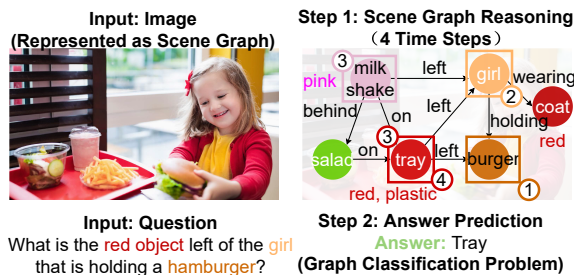 Input: Image
(Represented as Scene Graph)
Input: Question
What is the red object left of the girl
that is holding a hamburger?
Step 1: Scene Graph Reasoning
(4 Time Steps)
3
pink
milk
shake
left
girl
wearing
2
coat
red
behind
on
left
holding
3
salad
on
tray
left
burger
4
red, plastic
1
Step 2: Answer Prediction
Answer: Tray
(Graph Classification Problem)